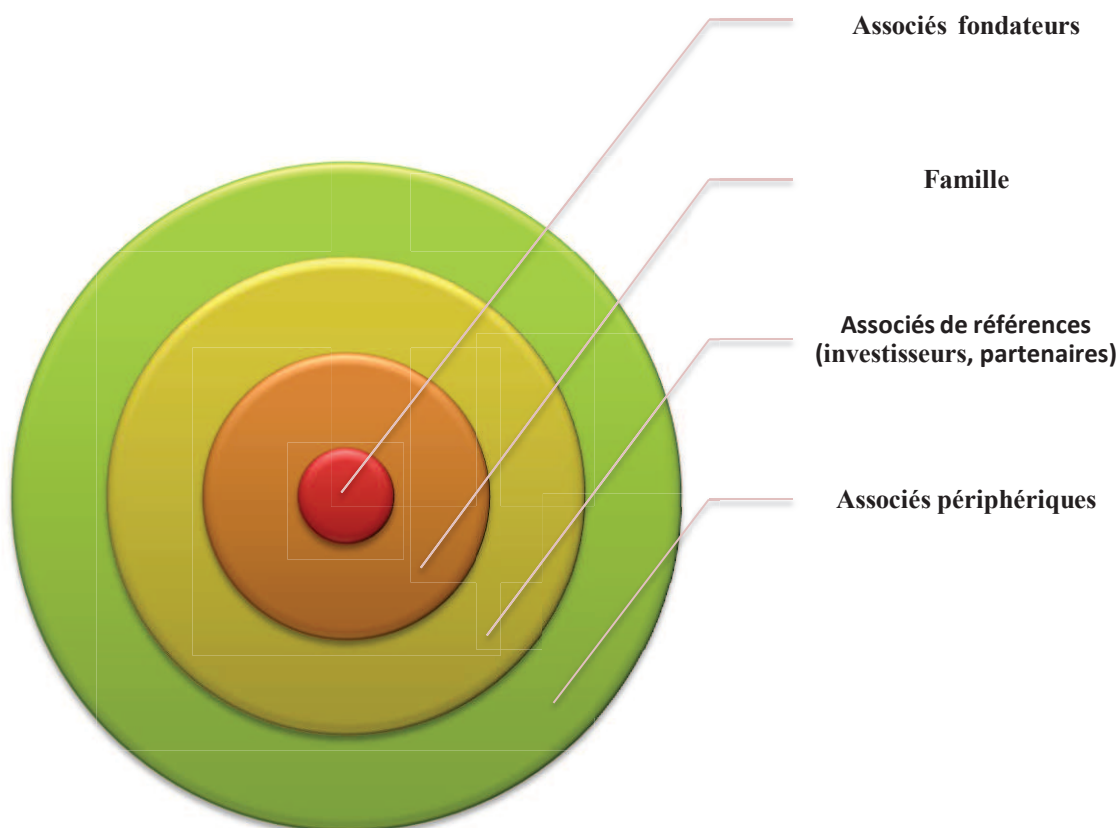 Associés fondateurs
Famille
Associés de références
(investisseurs, partenaires)
Associés périphériques